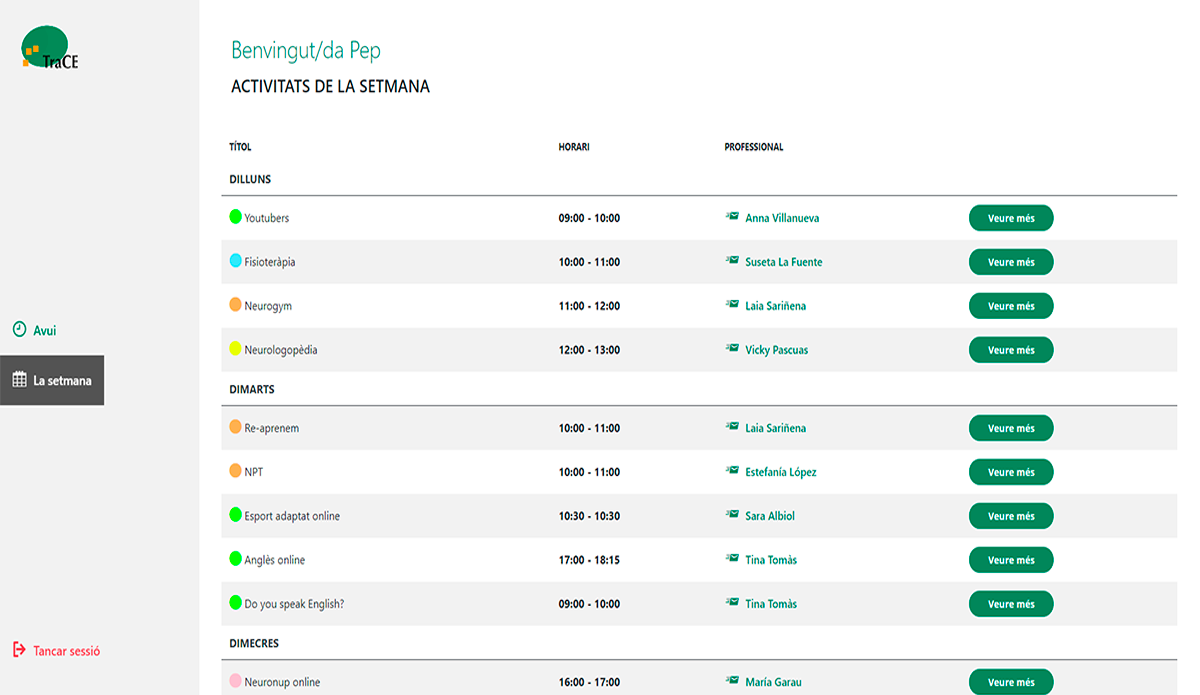 TraCE
Benvingut/da Pep
ACTIVITATS DE LA SETMANA
TÍTOL HORARI PROFESSIONAL
DILLUNS
Youtubers 09:00 - 10:00 Anna Villanueva Veure més
Fisioteràpia 10:00 - 11:00 Suseta La Fuente Veure més
Neurogym 11:00 - 12:00 Laia Sariñena Veure més
Avui
Neurologopèdia 12:00 - 13:00 Vicky Pascuas Veure més
La setmana
DIMARTS
Re-aprenem 10:00 - 11:00 Laia Sariñena Veure més
NPT 10:00 - 11:00 Estefanía López Veure més
Esport adaptat online 10:30 - 10:30 Sara Albiol Veure més
Anglès online 17:00 - 18:15 Tina Tomàs Veure més
Do you speak English? 09:00 - 10:00 Tina Tomàs Veure més
DIMECRES
Tancar sessió
Neuronup online 16:00 - 17:00 María Garau Veure més